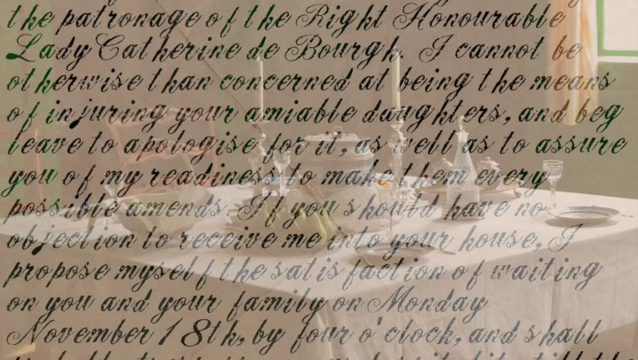 the patronage of the Right Honourable
Lady Catherine de Bourgh. I cannot be
otherwise than concerned at being the means
of injuring your amiable daughters, and beg
leave to apologise for it, as well as to assure
you of my readiness to make them every
possible amends. If you should have no
objection to receive me into your house, I
propose myself the satisfaction of waiting
on you and your family on Monday
November 18th, by four o'clock, and shall